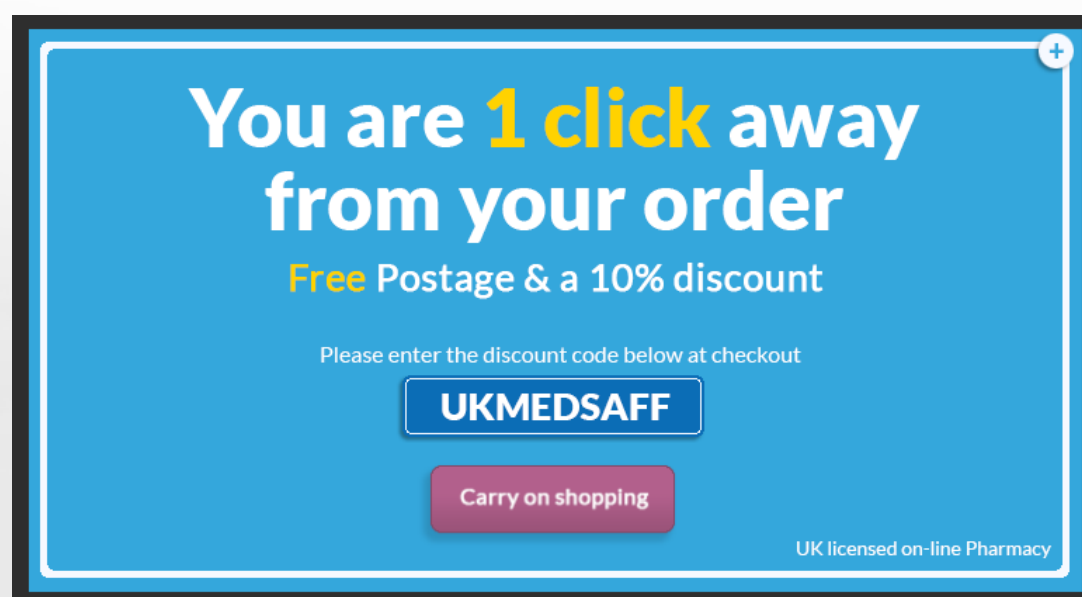 You are 1 click away
from your order
Free Postage & a 10% discount
Please enter the discount code below at checkout
UKMEDSAFF
Carry on shopping
UK licensed on-line Pharmacy